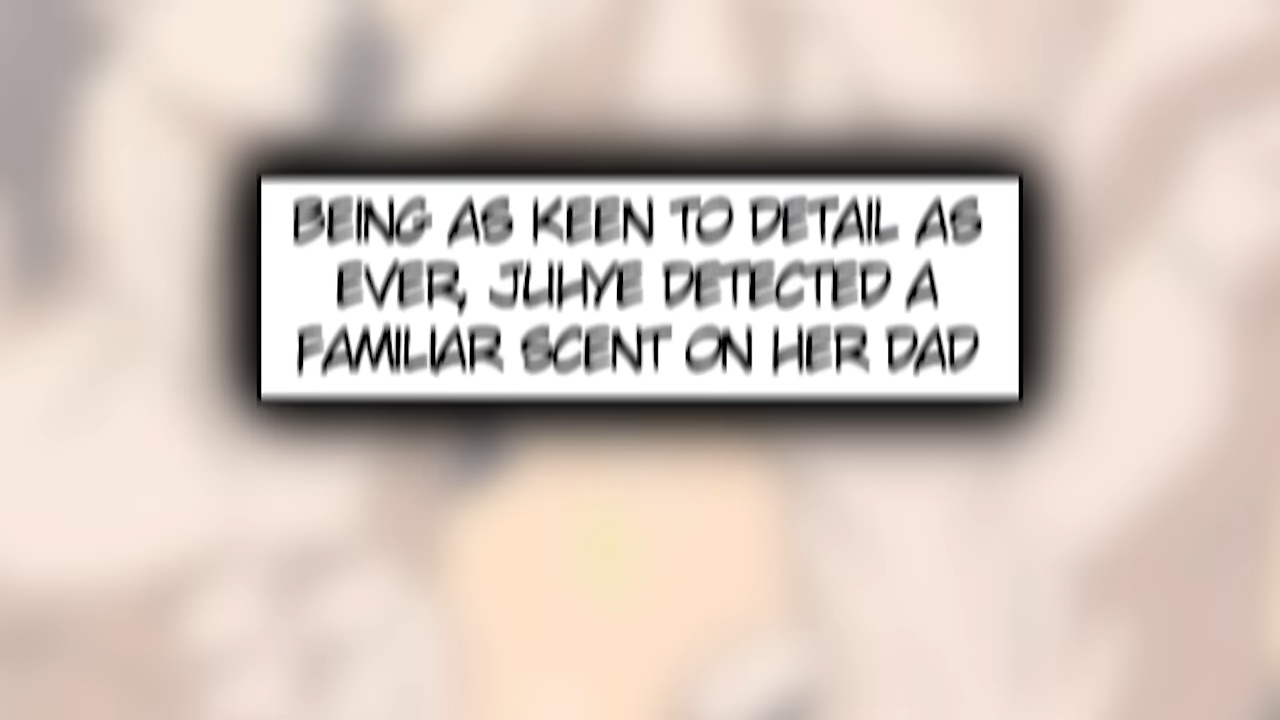 BEING AS KEEN TO DETAIL AS
EVER, JUHYE DETECTED A
FAMILIAR SCENT ON HER DAD